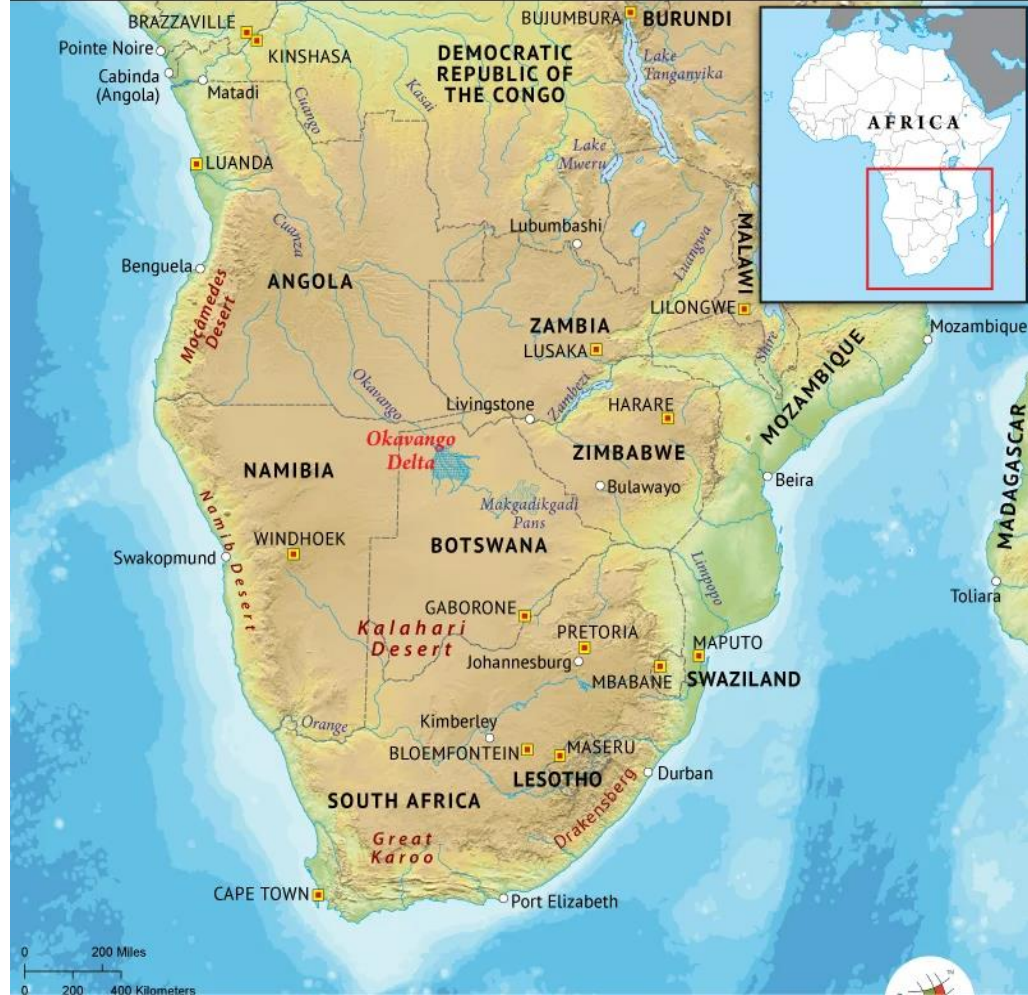 BRAZZAVILLE
BUJUMBURA
BURUNDI
Pointe Noire
KINSHASA
DEMOCRATIC
REPUBLIC OF
THE CONGO
Lake
Tanganyika
Cabinda
(Angola)
Matadi
Cuango
Kasai
AFRICA
Lake
Mweru
LUANDA
Cuanza
Lubumbashi
Luangwa
MALAWI
Benguela
ANGOLA
Moçâmedes
Desert
LILONGWE
ZAMBIA
LUSAKA
Shire
Mozambique
MOZAMBIQUE
Okavango
Livingstone
Zambezi
HARARE
Okavango
Delta
ZIMBABWE
NAMIBIA
MADAGASCAR
Makgadikgadi
Pans
Bulawayo
Beira
Namib Desert
WINDHOEK
BOTSWANA
Swakopmund
Limpopo
Toliara
GABORONE
Kalahari
Desert
PRETORIA
Johannesburg
MAPUTO
MBABANE
SWAZILAND
Orange
Kimberley
BLOEMFONTEIN
MASERU
LESOTHO
Durban
SOUTH AFRICA
Drakensberg
Great
Karoo
CAPE TOWN
Port Elizabeth
0 200 Miles
0 200 400 Kilometers